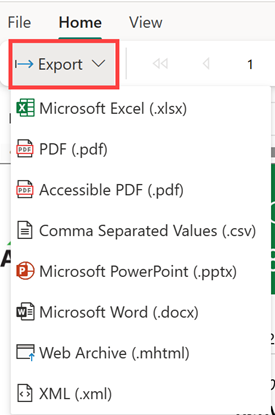 File Home View
Export 1
Microsoft Excel (.xlsx)
PDF (.pdf)
Accessible PDF (.pdf)
Comma Separated Values (.csv)
Microsoft PowerPoint (.pptx)
Microsoft Word (.docx)
Web Archive (.mhtml)
XML (.xml)